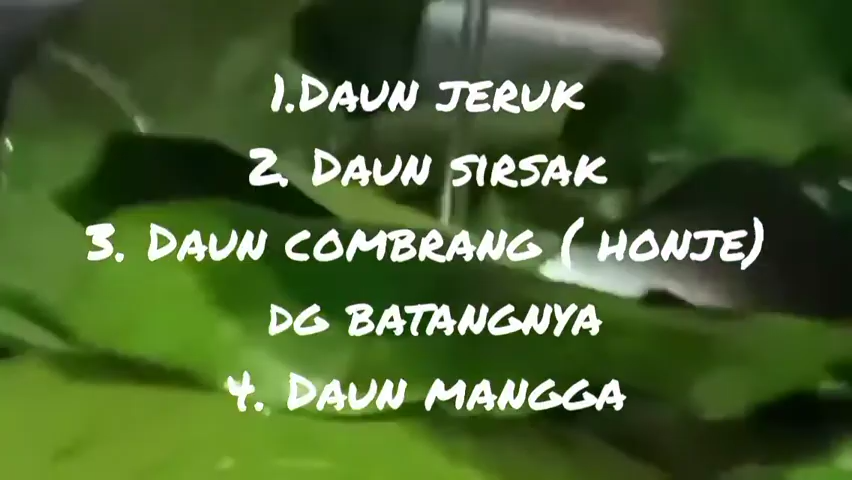 1.Daun jeruk
2. Daun sirsak
3. Daun combrang ( honje)
dg batangnya
4. Daun mangga